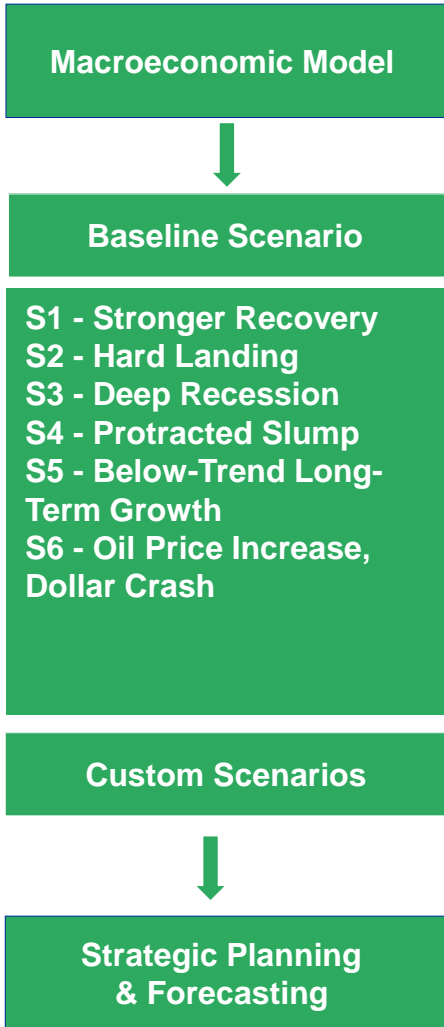 Macroeconomic Model
Baseline Scenario
S1 - Stronger Recovery
S2 - Hard Landing
S3 - Deep Recession
S4 - Protracted Slump
S5 - Below-Trend Long-
Term Growth
S6 - Oil Price Increase,
Dollar Crash
Custom Scenarios
Strategic Planning
& Forecasting